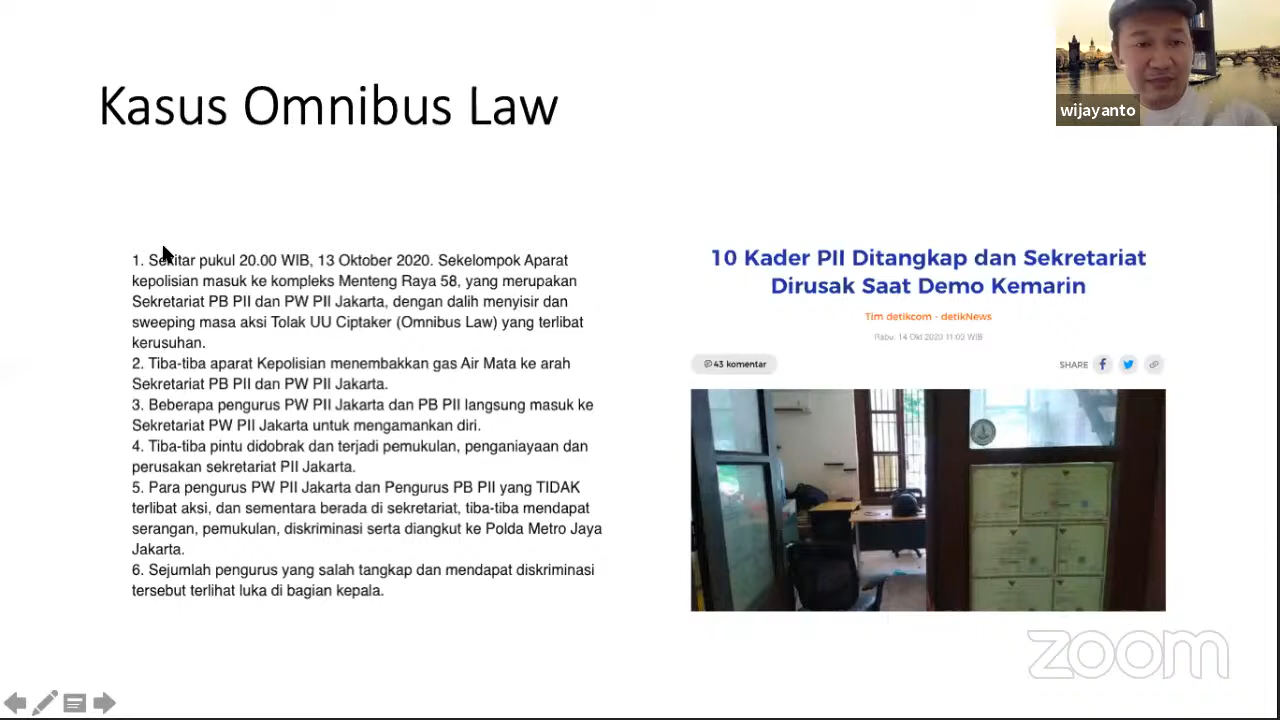 Kasus Omnibus Law
wijayanto
1. Sekitar pukul 20.00 WIB, 13 Oktober 2020. Sekelompok Aparat
kepolisian masuk ke kompleks Menteng Raya 58, yang merupakan
Sekretariat PB PII dan PW PII Jakarta, dengan dalih menyisir dan
sweeping masa aksi Tolak UU Ciptaker (Omnibus Law) yang terlibat
kerusuhan.
2. Tiba-tiba aparat Kepolisian menembakkan gas Air Mata ke arah
Sekretariat PB PII dan PW PII Jakarta.
3. Beberapa pengurus PW PII Jakarta dan PB PII langsung masuk ke
Sekretariat PW PII Jakarta untuk mengamankan diri.
4. Tiba-tiba pintu didobrak dan terjadi pemukulan, penganiayaan dan
perusakan sekretariat PII Jakarta.
5. Para pengurus PW PII Jakarta dan Pengurus PB PII yang TIDAK
terlibat aksi, dan sementara berada di sekretariat, tiba-tiba mendapat
serangan, pemukulan, diskriminasi serta diangkut ke Polda Metro Jaya
Jakarta.
6. Sejumlah pengurus yang salah tangkap dan mendapat diskriminasi
tersebut terlihat luka di bagian kepala.
10 Kader PII Ditangkap dan Sekretariat
Dirusak Saat Demo Kemarin
Tim detikcom - detikNews
Rabu, 14 Okt 2020 11:02 WIB
43 komentar
SHARE
zoom